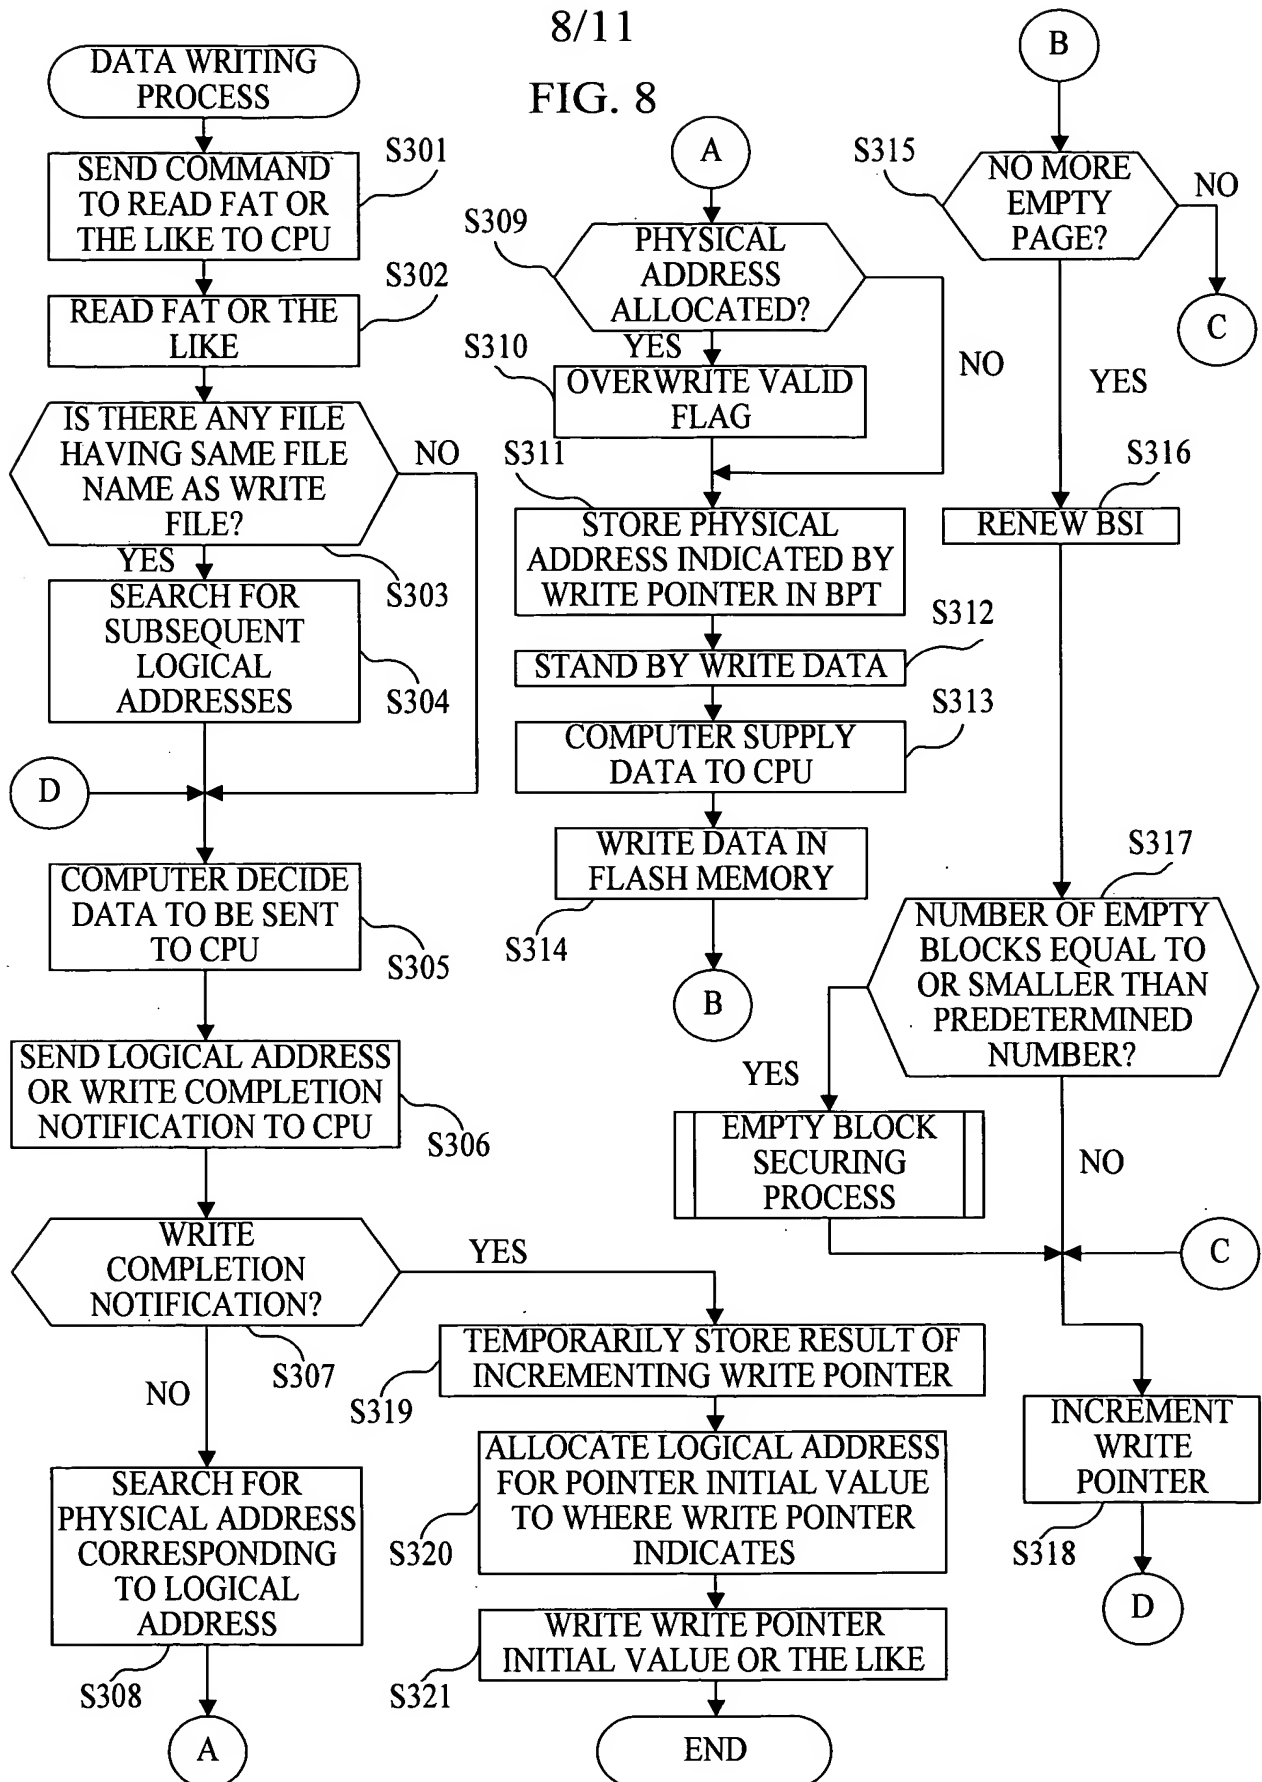 8/11
FIG. 8
DATA WRITING
PROCESS
S301
SEND COMMAND
TO READ FAT OR
THE LIKE TO CPU
S302
READ FAT OR THE
LIKE
IS THERE ANY FILE
HAVING SAME FILE
NAME AS WRITE
FILE?
NO
YES
S303
SEARCH FOR
SUBSEQUENT
LOGICAL
ADDRESSES
S304
D
COMPUTER DECIDE
DATA TO BE SENT
TO CPU
S305
SEND LOGICAL ADDRESS
OR WRITE COMPLETION
NOTIFICATION TO CPU
S306
WRITE
COMPLETION
NOTIFICATION?
YES
S307
NO
SEARCH FOR
PHYSICAL ADDRESS
CORRESPONDING
TO LOGICAL
ADDRESS
S308
A
A
S309
PHYSICAL
ADDRESS
ALLOCATED?
S310
YES
NO
OVERWRITE VALID
FLAG
S311
STORE PHYSICAL
ADDRESS INDICATED BY
WRITE POINTER IN BPT
S312
STAND BY WRITE DATA
S313
COMPUTER SUPPLY
DATA TO CPU
WRITE DATA IN
FLASH MEMORY
S314
B
TEMPORARILY STORE RESULT OF
INCREMENTING WRITE POINTER
S319
ALLOCATE LOGICAL ADDRESS
FOR POINTER INITIAL VALUE
TO WHERE WRITE POINTER
INDICATES
S320
WRITE WRITE POINTER
INITIAL VALUE OR THE LIKE
S321
END
B
S315
NO MORE
EMPTY
PAGE?
NO
C
YES
S316
RENEW BSI
S317
NUMBER OF EMPTY
BLOCKS EQUAL TO
OR SMALLER THAN
PREDETERMINED
NUMBER?
YES
EMPTY BLOCK
SECURING
PROCESS
NO
C
INCREMENT
WRITE
POINTER
S318
D